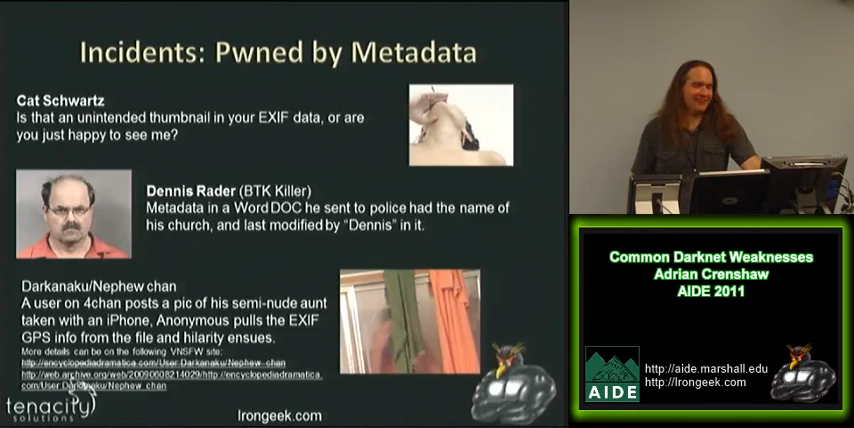 Incidents: Pwned by Metadata
Cat Schwartz
Is that an unintended thumbnail in your EXIF data, or are
you just happy to see me?
Dennis Rader (BTK Killer)
Metadata in a Word DOC he sent to police had the name of
his church, and last modified by “Dennis” in it.
Darkanaku/Nephew chan
A user on 4chan posts a pic of his semi-nude aunt
taken with an iPhone, Anonymous pulls the EXIF
GPS info from the file and hilarity ensues.
More details can be on the following VNSFW site:
http://encyclopediadramatica.com/User:Darkanaku/Nephew_chan
http://web.archive.org/web/20090608214029/http://encyclopediadramatica.
com/User:Darkanaku/Nephew_chan
tenacity
solutions
Irongeek.com
Common Darknet Weaknesses
Adrian Crenshaw
AIDE 2011
AIDE
http://aide.marshall.edu
http://Irongeek.com